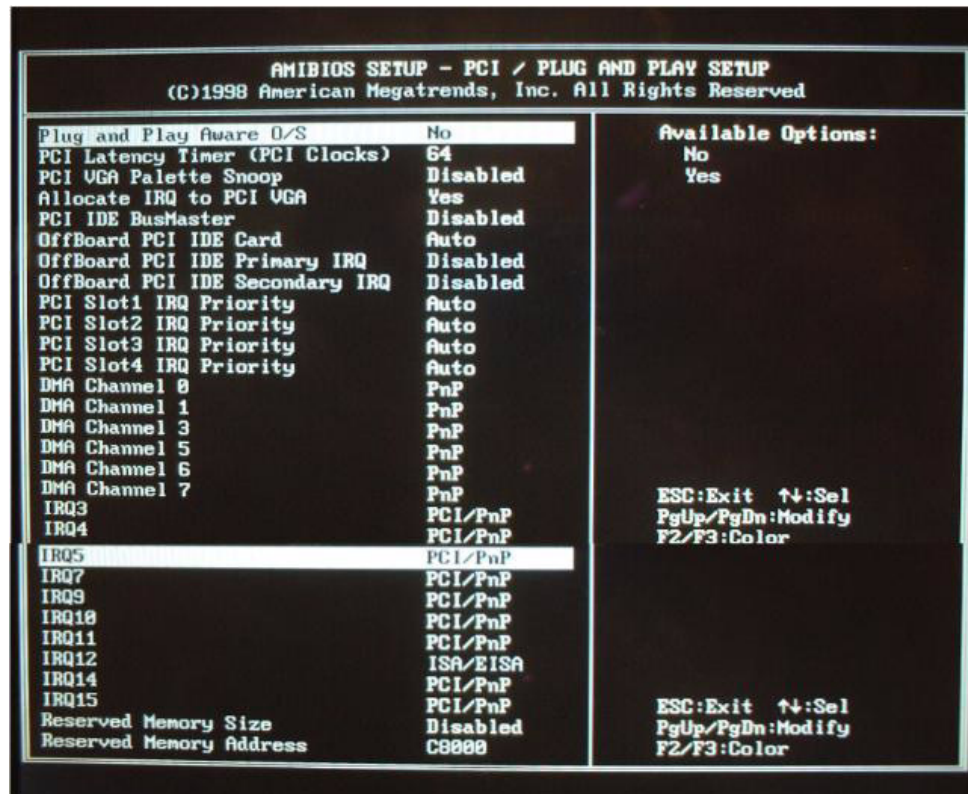 AMIBIOS SETUP - PCI / PLUG AND PLAY SETUP
(C)1998 American Megatrends, Inc. All Rights Reserved
Plug and Play Aware O/S No
PCI Latency Timer (PCI Clocks) 64
PCI VGA Palette Snoop Disabled
Allocate IRQ to PCI VGA Yes
PCI IDE BusMaster Disabled
OffBoard PCI IDE Card Auto
OffBoard PCI IDE Primary IRQ Disabled
OffBoard PCI IDE Secondary IRQ Disabled
PCI Slot1 IRQ Priority Auto
PCI Slot2 IRQ Priority Auto
PCI Slot3 IRQ Priority Auto
PCI Slot4 IRQ Priority Auto
DMA Channel 0 PnP
DMA Channel 1 PnP
DMA Channel 3 PnP
DMA Channel 5 PnP
DMA Channel 6 PnP
DMA Channel 7 PnP
IRQ3 PCI/PnP
IRQ4 PCI/PnP
IRQ5 PCI/PnP
IRQ7 PCI/PnP
IRQ9 PCI/PnP
IRQ10 PCI/PnP
IRQ11 PCI/PnP
IRQ12 ISA/EISA
IRQ14 PCI/PnP
IRQ15 PCI/PnP
Reserved Memory Size Disabled
Reserved Memory Address C8000
Available Options:
No
Yes
ESC:Exit ↑↓:Sel
PgUp/PgDn:Modify
F2/F3:Color
ESC:Exit ↑↓:Sel
PgUp/PgDn:Modify
F2/F3:Color